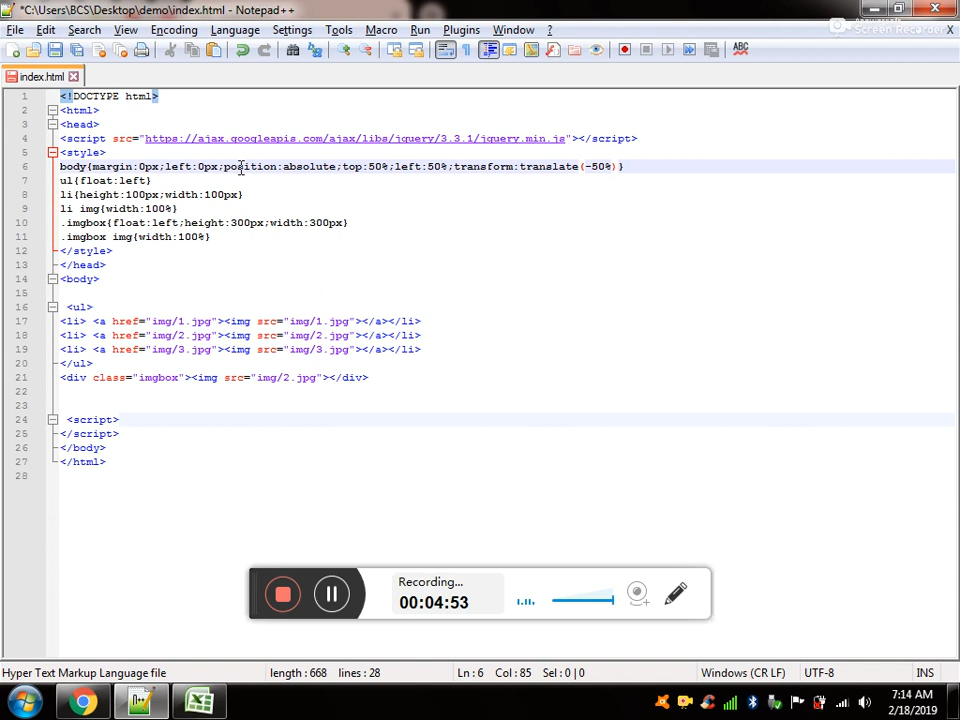 *C:\Users\BCS\Desktop\demo\index.html - Notepad++
Screen Recorder
File Edit Search View Encoding Language Settings Tools Macro Run Plugins Window ? X
ABC
index.html
1 <!DOCTYPE html>
2 <html>
3 <head>
4 <script src="https://ajax.googleapis.com/ajax/libs/jquery/3.3.1/jquery.min.js"></script>
5 <style>
6 body{margin:0px;left:0px;position:absolute;top:50%;left:50%;transform:translate(-50%)}
7 ul{float:left}
8 li{height:100px;width:100px}
9 li img{width:100%}
10 .imgbox{float:left;height:300px;width:300px}
11 .imgbox img{width:100%}
12 </style>
13 </head>
14 <body>
15
16 <ul>
17 <li> <a href="img/1.jpg"><img src="img/1.jpg"></a></li>
18 <li> <a href="img/2.jpg"><img src="img/2.jpg"></a></li>
19 <li> <a href="img/3.jpg"><img src="img/3.jpg"></a></li>
20 </ul>
21 <div class="imgbox"><img src="img/2.jpg"></div>
22
23
24 <script>
25 </script>
26 </body>
27 </html>
28
Recording...
00:04:53
Hyper Text Markup Language file length : 668 lines : 28 Ln : 6 Col : 85 Sel : 0 | 0 Windows (CR LF) UTF-8 INS
7:14 AM
2/18/2019